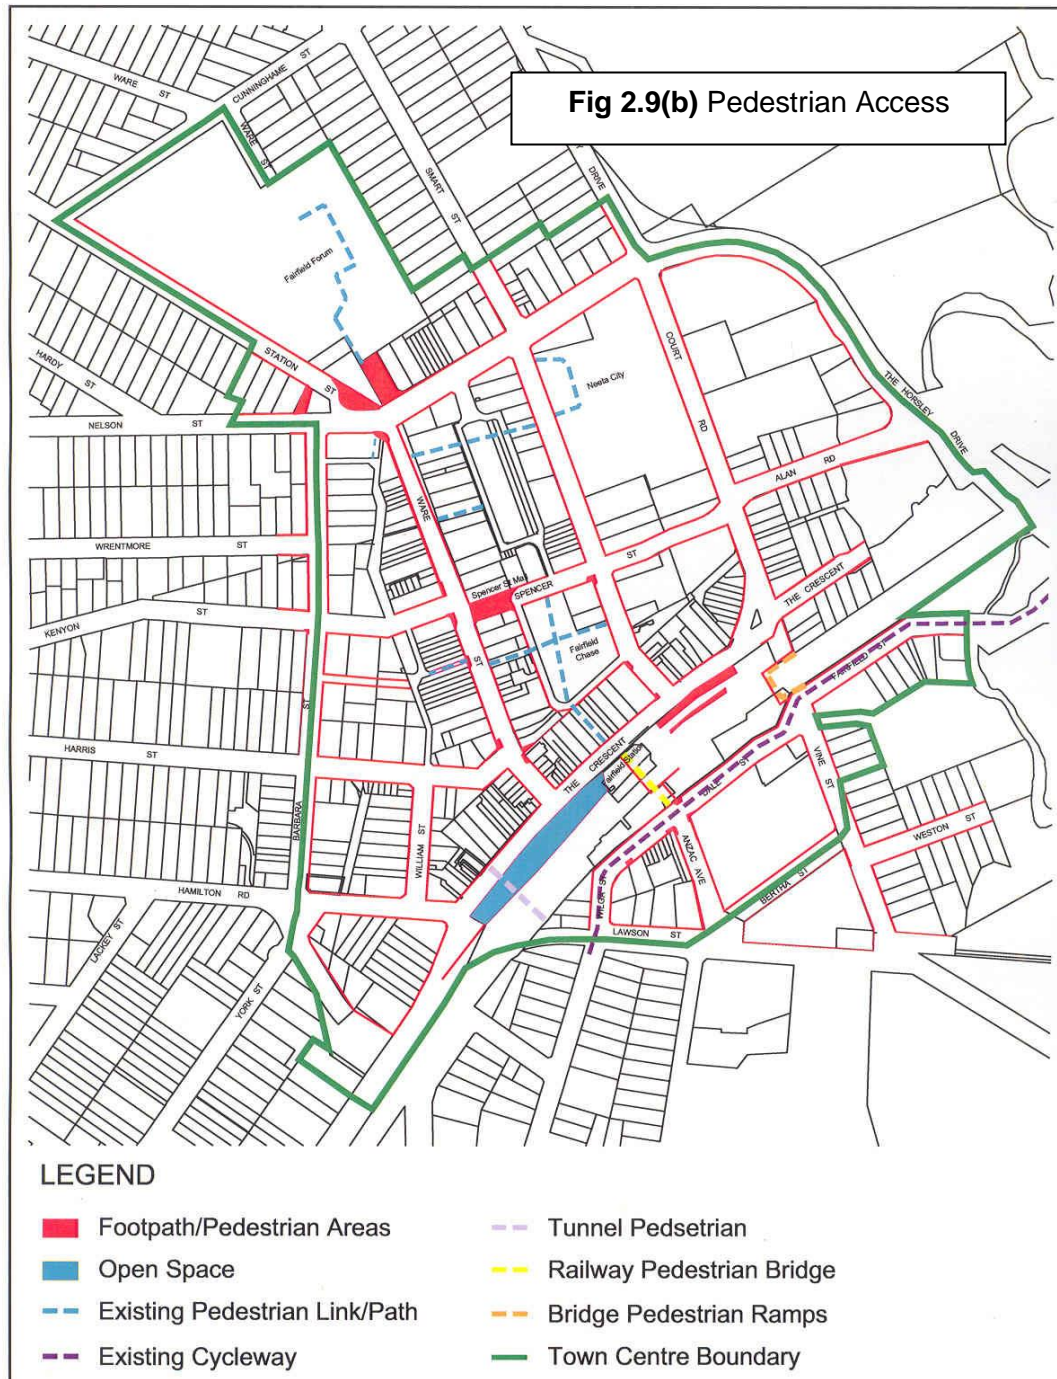 Fig 2.9(b) Pedestrian Access
WARE ST
CUNNINGHAME ST
WARE ST
SMART ST
DRIVE
Fairfield Forum
STATION ST
HARDY ST
NELSON ST
COURT RD
Neeta City
THE HORSLEY DRIVE
ALAN RD
WARE ST
WRENTMORE ST
Spencer St Mall
SPENCER ST
THE CRESCENT
KENYON ST
Fairfield Chase
FAIRFIELD ST
HARRIS ST
BARBARA ST
THE CRESCENT
Fairfield Station
DALE ST
VINE ST
WILLIAM ST
ANZAC AVE
WESTON ST
HAMILTON RD
BERTHA ST
LACKEY ST
LAWSON ST
YORK ST
LEGEND
Footpath/Pedestrian Areas
Tunnel Pedsetrian
Open Space
Railway Pedestrian Bridge
Existing Pedestrian Link/Path
Bridge Pedestrian Ramps
Existing Cycleway
Town Centre Boundary